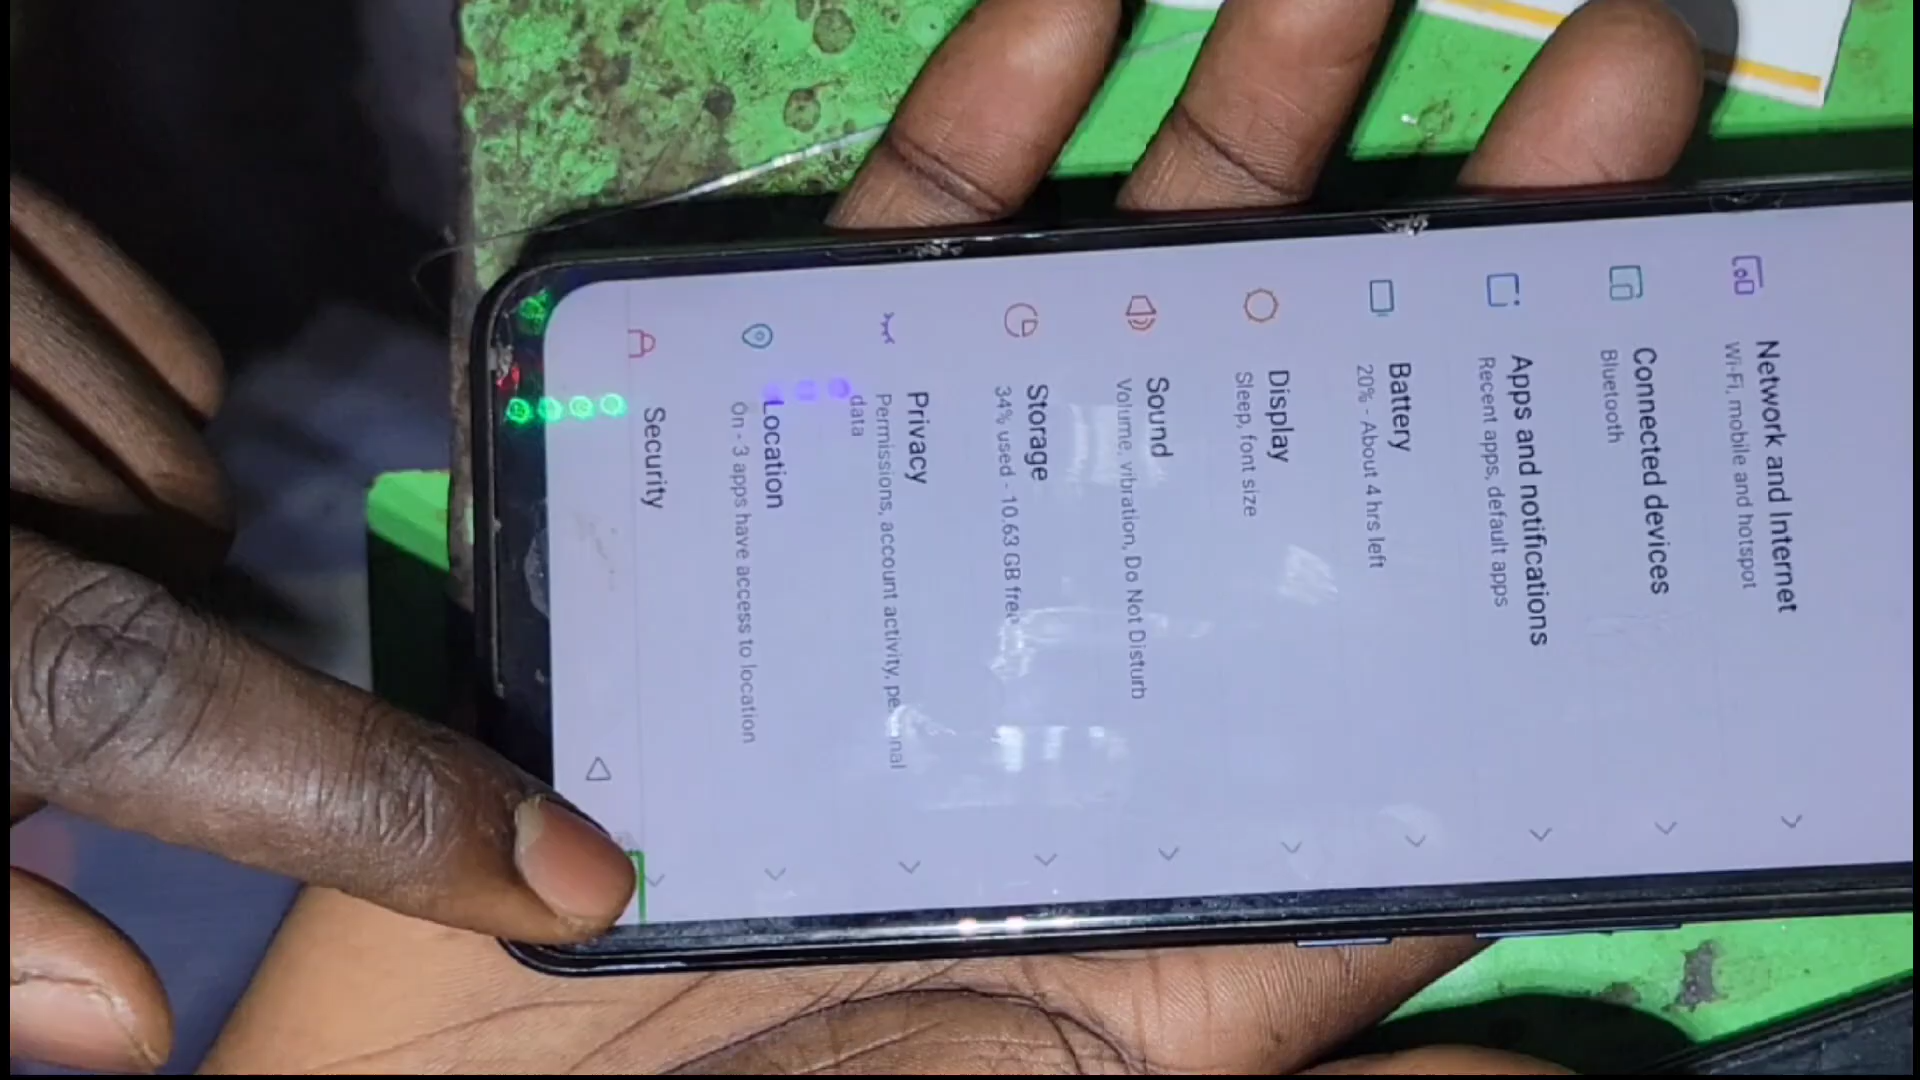 Network and Internet
Wi-Fi, mobile and hotspot
Connected devices
Bluetooth
Apps and notifications
Recent apps, default apps
Battery
20% - About 4 hrs left
Display
Sleep, font size
Sound
Volume, vibration, Do Not Disturb
Storage
34% used - 10.63 GB free
Privacy
Permissions, account activity, personal
data
Location
On - 3 apps have access to location
Security